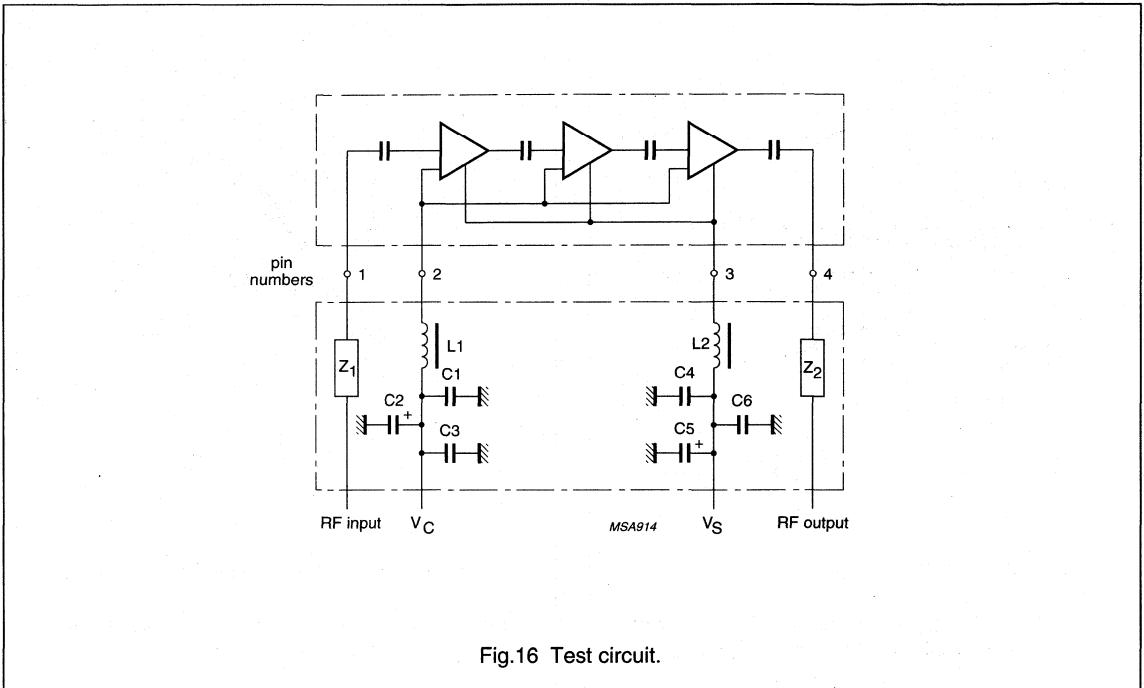 pin
numbers
1
2
3
4
Z1
L1
C1
C2
+
C3
L2
C4
C6
C5
+
Z2
RF input
VC
MSA914
VS
RF output
Fig.16 Test circuit.